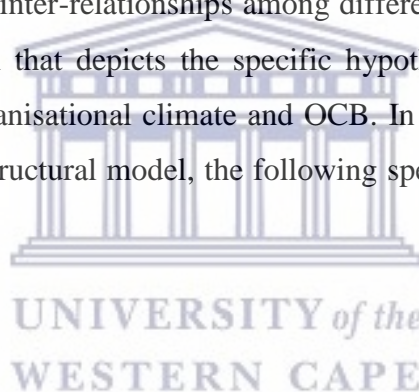 inter-relationships among differe
that depicts the specific hypot
anisational climate and OCB. In
tructural model, the following spe
UNIVERSITY of the
WESTERN CAPE